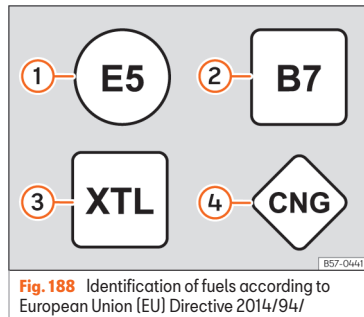 1 E5 2 B7
3 XTL 4 CNG
B57-0441
Fig. 188 Identification of fuels according to
European Union (EU) Directive 2014/94/